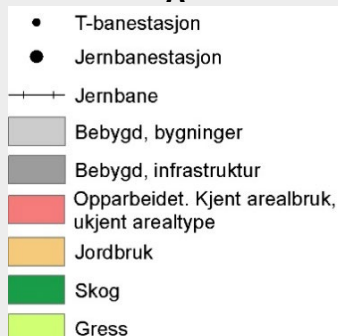 T-banestasjon
Jernbanestasjon
Jernbane
Bebygd, bygninger
Bebygd, infrastruktur
Opparbeidet. Kjent arealbruk,
ukjent arealtype
Jordbruk
Skog
Gress